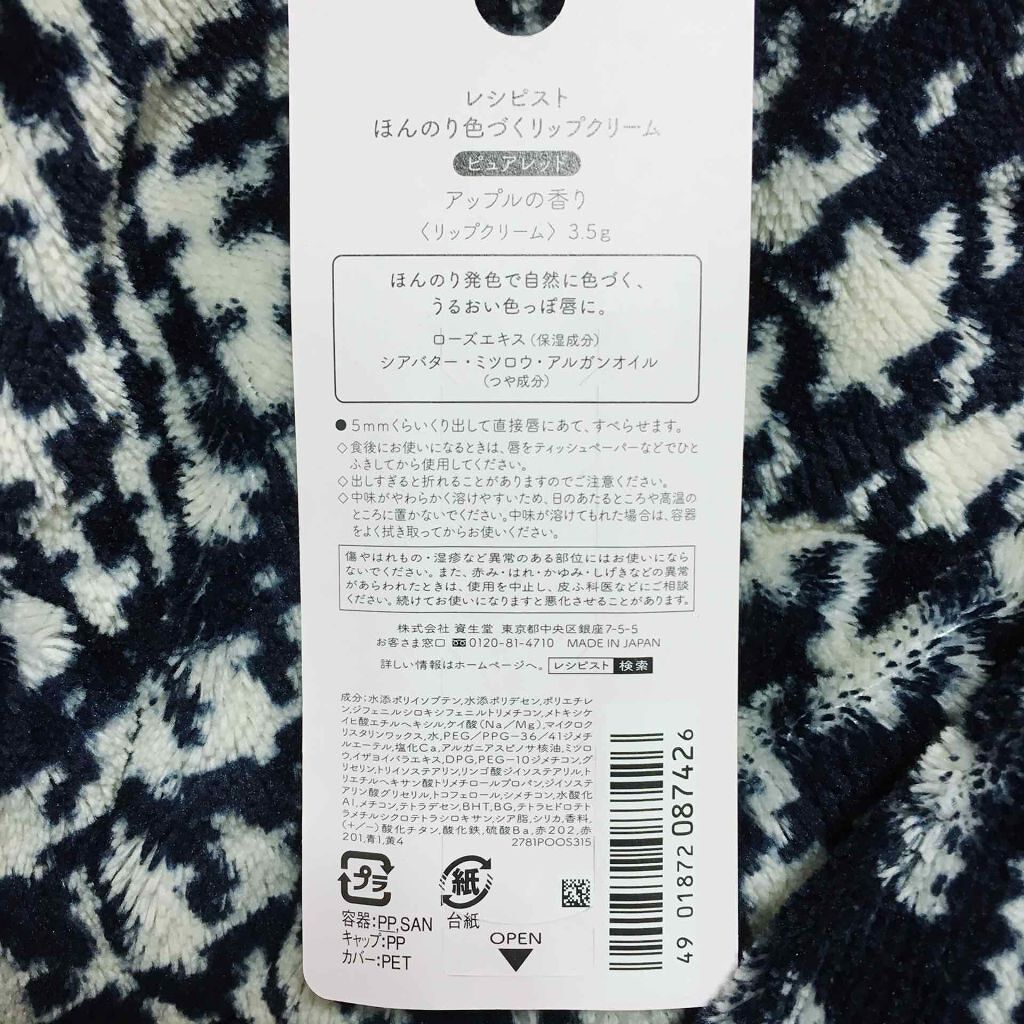 レシピスト
ほんのり色づくリップクリーム
ピュアレッド
アップルの香り
〈リップクリーム〉3.5g
ほんのり発色で自然に色づく、
うるおい色っぽ唇に。
ローズエキス（保湿成分）
シアバター・ミツロウ・アルガンオイル
（つや成分）
●5mmくらいくり出して直接唇にあて、すべらせます。
◇食後にお使いになるときは、唇をティッシュペーパーなどでひと
ふきしてから使用してください。
◇出しすぎると折れることがありますのでご注意ください。
◇中味がやわらかく溶けやすいため、日のあたるところや高温の
ところに置かないでください。中味が溶けてもれた場合は、容器
をよく拭き取ってからお使いください。
傷やはれもの・湿疹など異常のある部位にはお使いになら
ないでください。また、赤み・はれ・かゆみ・しげきなどの異常
があらわれたときは、使用を中止し、皮ふ科医などにご相談
ください。続けてお使いになりますと悪化させることがあります。
株式会社 資生堂 東京都中央区銀座7-5-5
お客さま窓口 0120-81-4710 MADE IN JAPAN
詳しい情報はホームページへ。レシピスト 検索
成分：水添ポリイソブテン,水添ポリデセン,ポリエチレ
ン,ジフェニルシロキシフェニルトリメチコン,メトキシケ
イヒ酸エチルヘキシル,ケイ酸(Na／Mg),マイクロク
リスタリンワックス,水,PEG／PPG-36／41ジメチ
ルエーテル,塩化Ca,アルガニアスピノサ核油,ミツロ
ウ,イザヨイバラエキス,DPG,PEG-10ジメチコン,グ
リセリン,トリイソステアリン,リンゴ酸ジイソステアリル,ト
リエチルヘキサン酸トリメチロールプロパン,ジイソステ
アリン酸グリセリル,トコフェロール,シメチコン,水酸化
Al,メチコン,テトラデセン,BHT,BG,テトラヒドロテト
ラメチルシクロテトラシロキサン,シア脂,シリカ,香料,
(＋/−)酸化チタン,酸化鉄,硫酸Ba,赤202,赤
201,青1,黄4 2781POOS315
プラ
紙
容器：PP,SAN
キャップ：PP
カバー：PET
台紙
OPEN
49 01872 087426